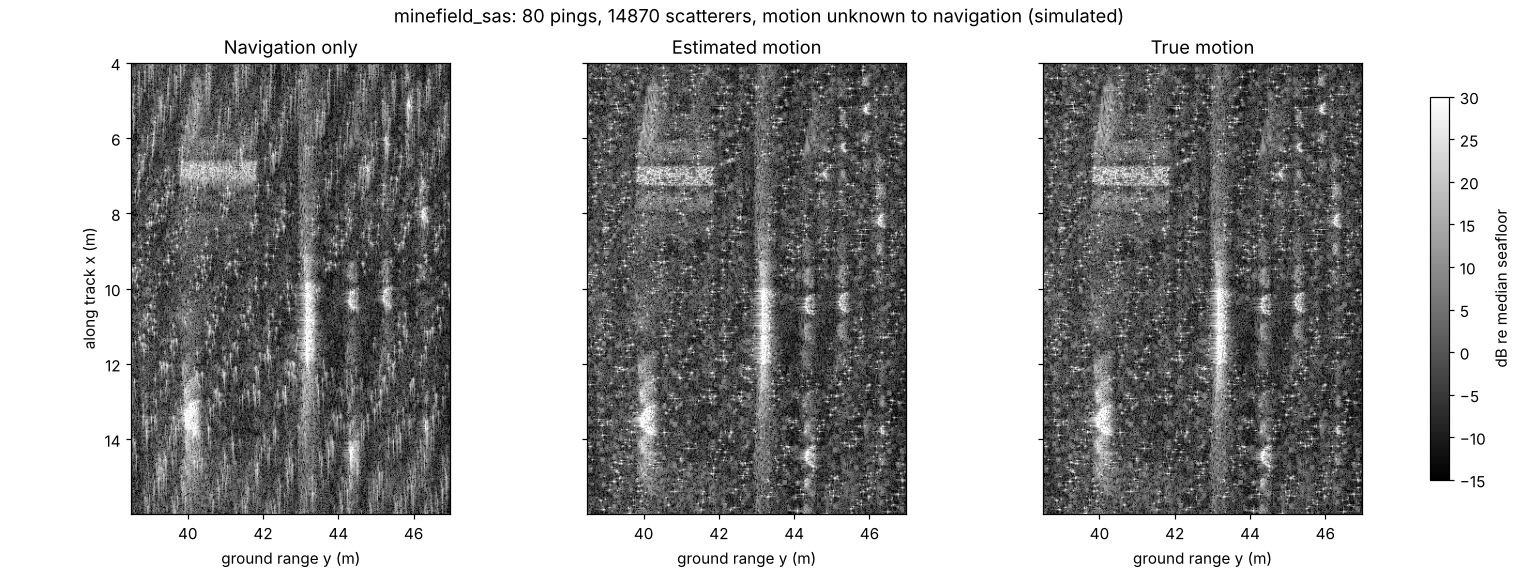 minefield_sas: 80 pings, 14870 scatterers, motion unknown to navigation (simulated)
Navigation only
Estimated motion
True motion
4
6
8
10
12
14
along track x (m)
40 42 44 46
40 42 44 46
40 42 44 46
ground range y (m)
ground range y (m)
ground range y (m)
30
25
20
15
10
5
0
−5
−10
−15
dB re median seafloor